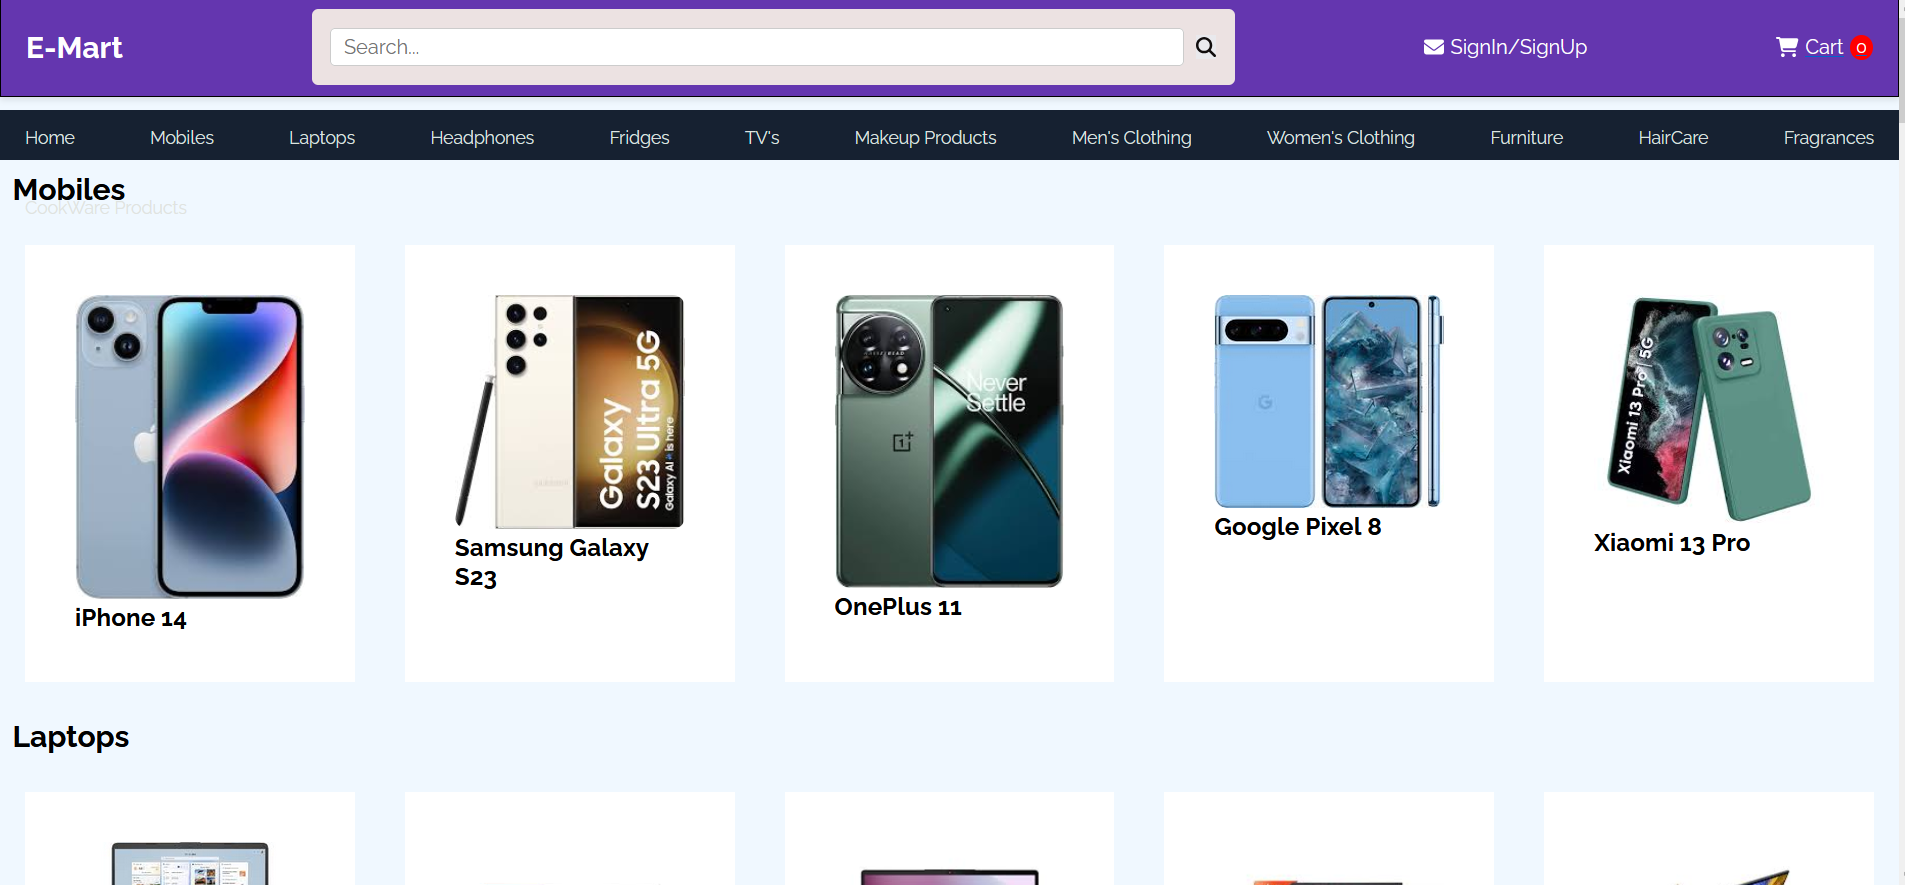 E-Mart
Search...
SignIn/SignUp
Cart 0
Home Mobiles Laptops Headphones Fridges TV's Makeup Products Men's Clothing Women's Clothing Furniture HairCare Fragrances
Mobiles
CookWare Products
Galaxy
S23 Ultra 5G
Galaxy AI is here
SAMSUNG
HASSELBLAD
Never
Settle
Xiaomi 13 Pro 5G
iPhone 14
Samsung Galaxy
S23
OnePlus 11
Google Pixel 8
Xiaomi 13 Pro
Laptops